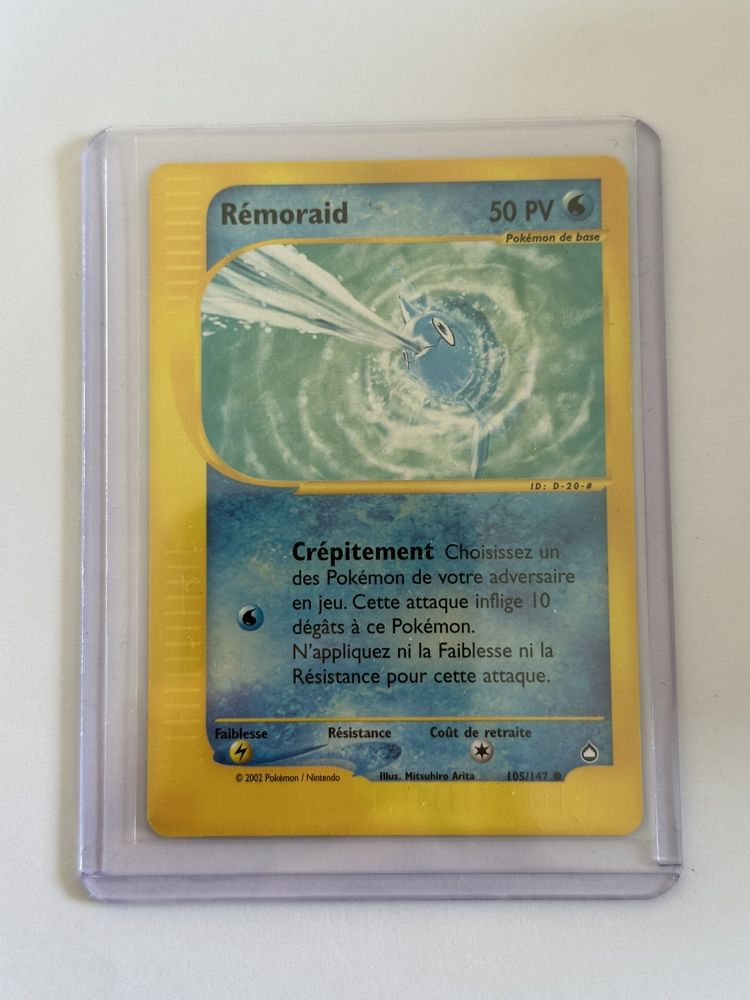 Rémoraid 50 PV
Pokémon de base
ID: D-20-#
Crépitement Choisissez un
des Pokémon de votre adversaire
en jeu. Cette attaque inflige 10
dégâts à ce Pokémon.
N'appliquez ni la Faiblesse ni la
Résistance pour cette attaque.
Faiblesse Résistance Coût de retraite
© 2002 Pokémon / Nintendo Illus. Mitsuhiro Arita 105/147